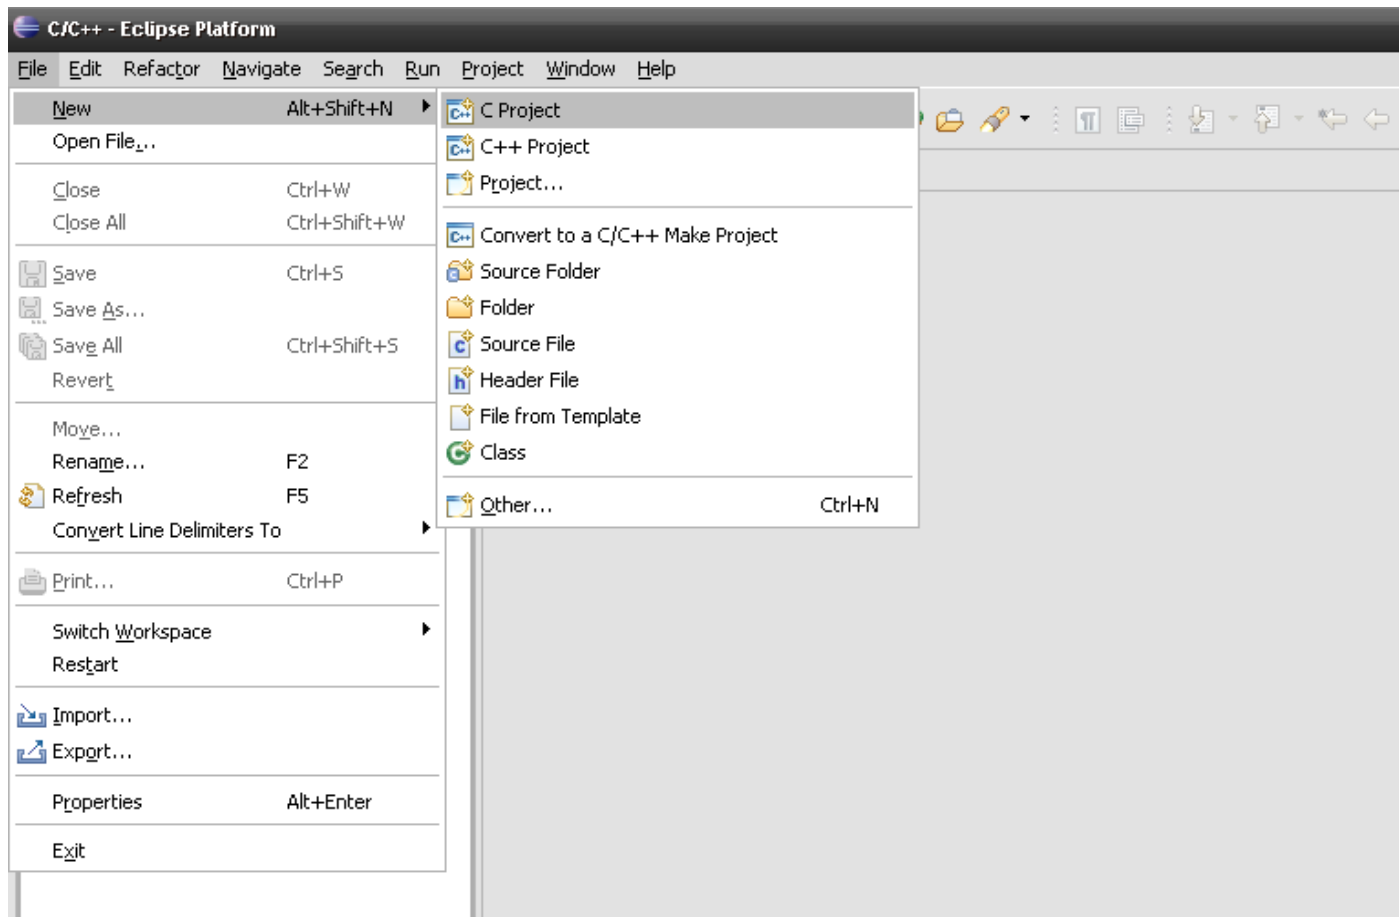 C/C++ - Eclipse Platform
File Edit Refactor Navigate Search Run Project Window Help
New Alt+Shift+N
Open File...
Close Ctrl+W
Close All Ctrl+Shift+W
Save Ctrl+S
Save As...
Save All Ctrl+Shift+S
Revert
Move...
Rename... F2
Refresh F5
Convert Line Delimiters To
Print... Ctrl+P
Switch Workspace
Restart
Import...
Export...
Properties Alt+Enter
Exit
C Project
C++ Project
Project...
Convert to a C/C++ Make Project
Source Folder
Folder
Source File
Header File
File from Template
Class
Other... Ctrl+N